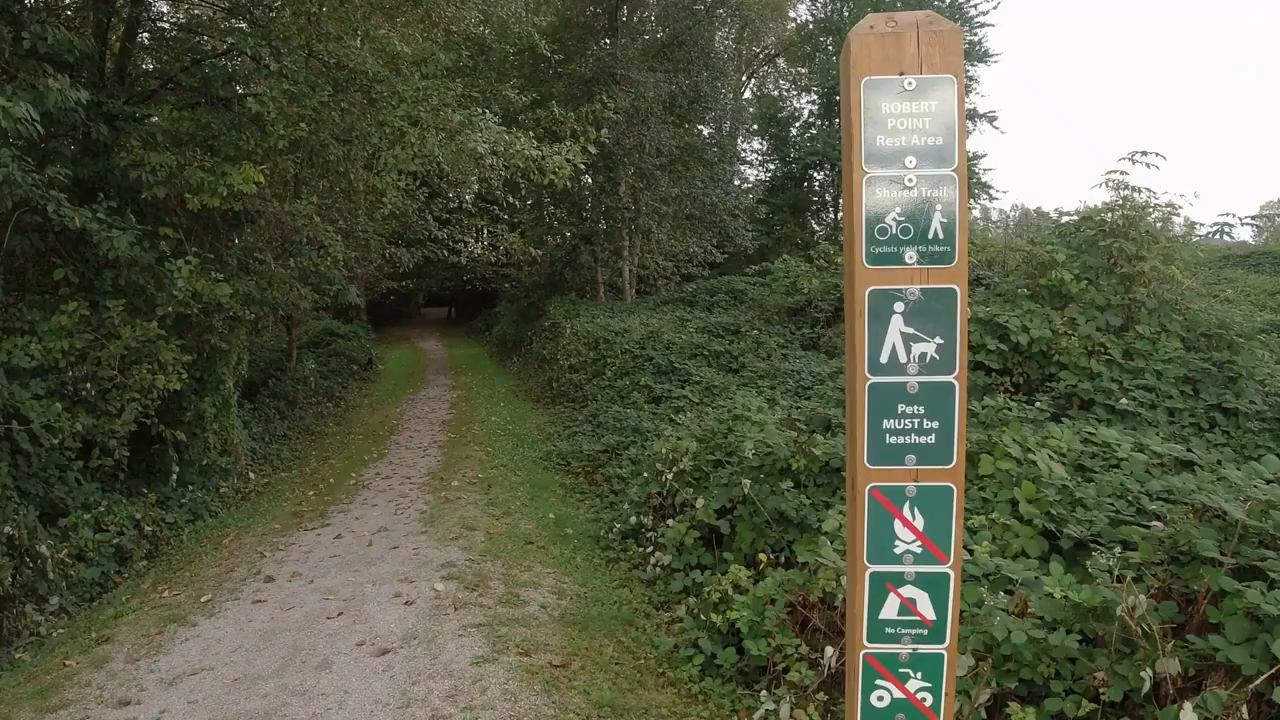 ROBERT
POINT
Rest Area
Shared Trail
Cyclists yield to hikers
Pets
MUST be
leashed
No Camping